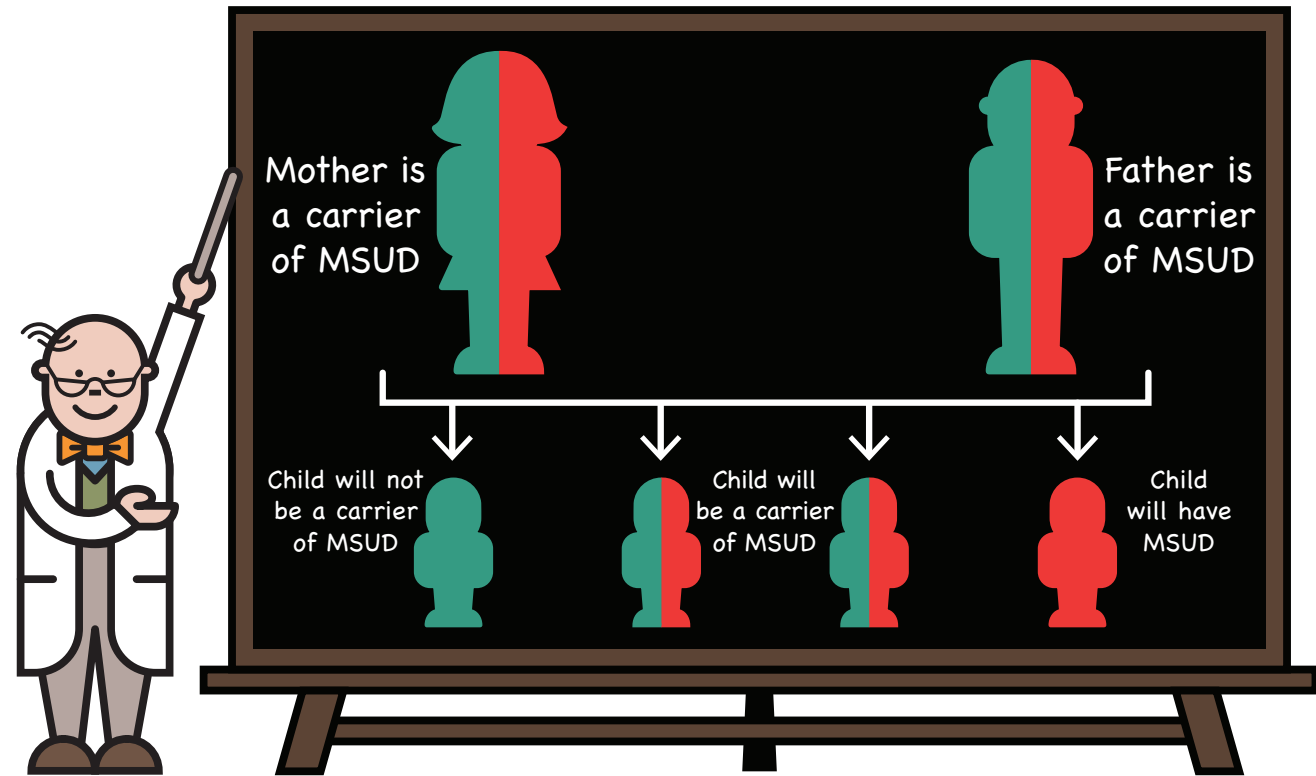 Mother is
a carrier
of MSUD
Father is
a carrier
of MSUD
Child will not
be a carrier
of MSUD
Child will
be a carrier
of MSUD
Child
will have
MSUD